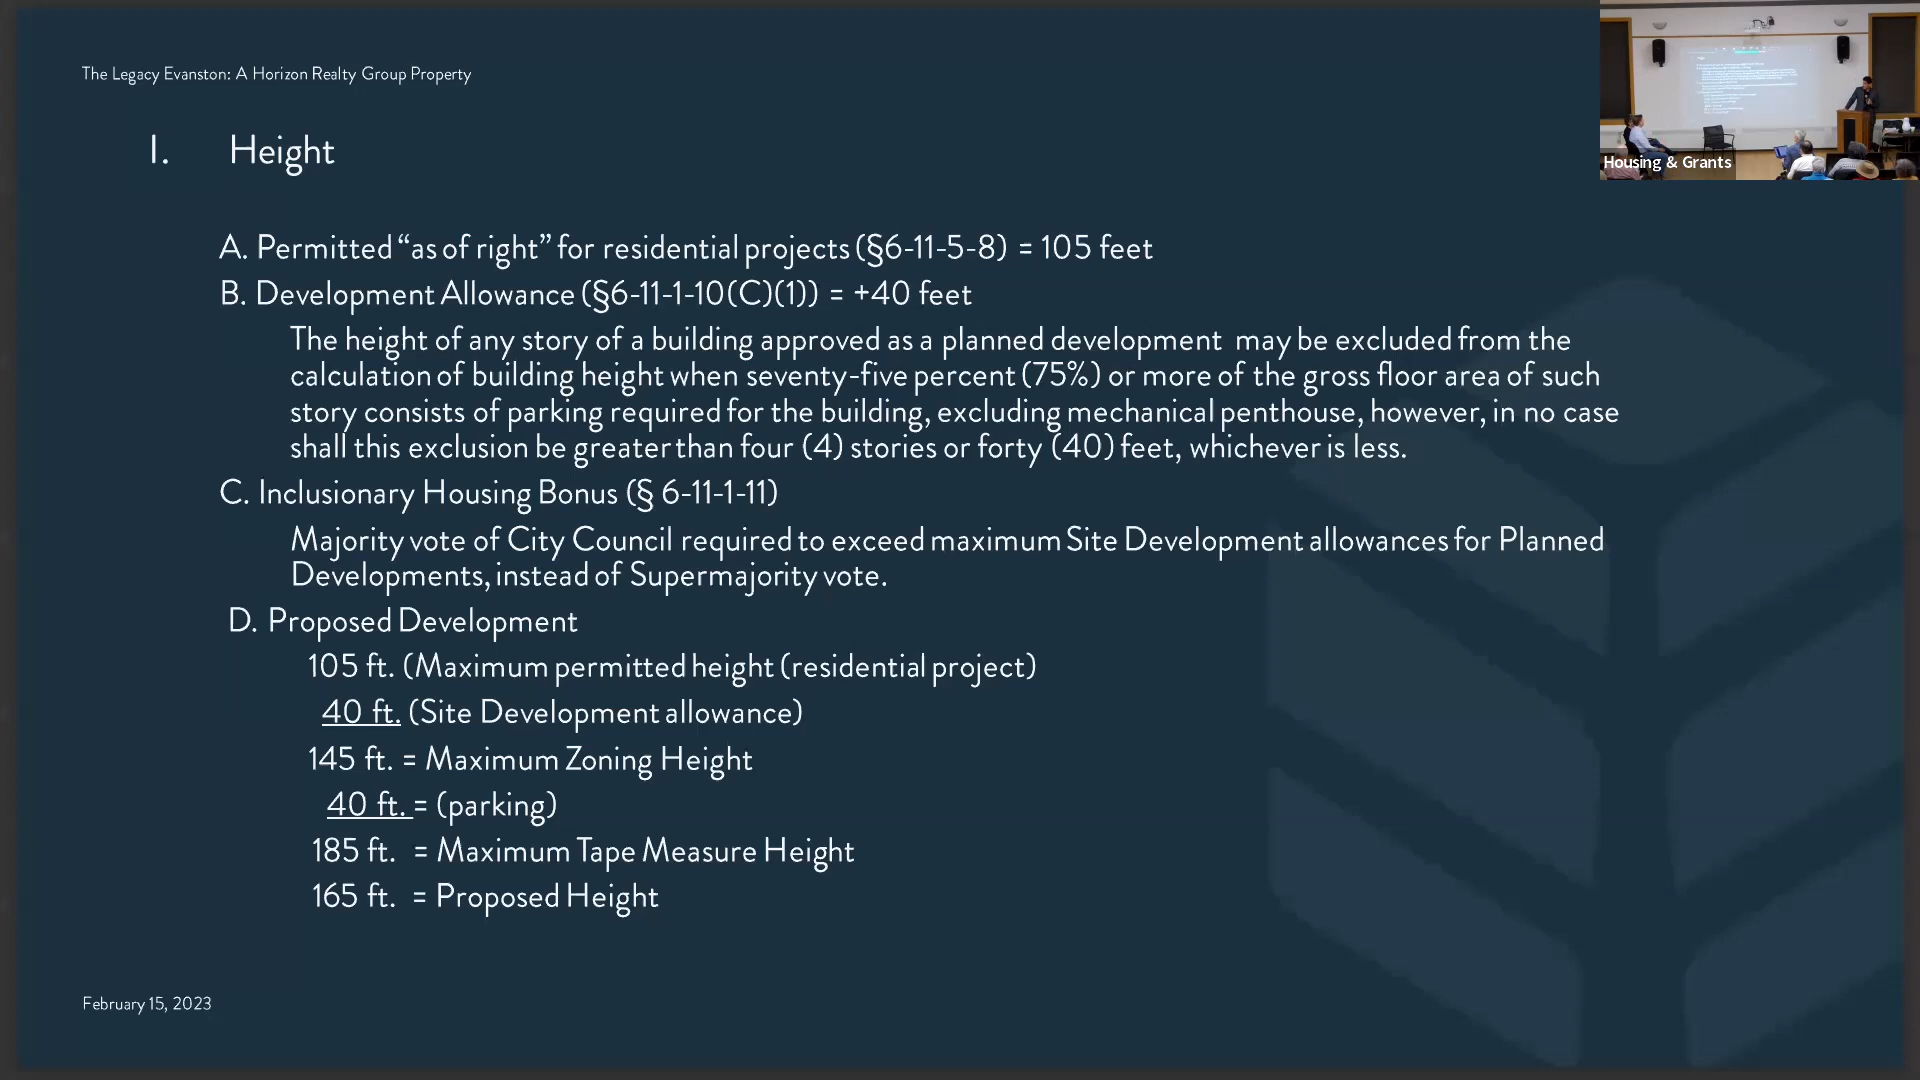 The Legacy Evanston: A Horizon Realty Group Property
Housing & Grants
I. Height
A. Permitted “as of right” for residential projects (§6-11-5-8) = 105 feet
B. Development Allowance (§6-11-1-10(C)(1)) = +40 feet
The height of any story of a building approved as a planned development may be excluded from the
calculation of building height when seventy-five percent (75%) or more of the gross floor area of such
story consists of parking required for the building, excluding mechanical penthouse, however, in no case
shall this exclusion be greater than four (4) stories or forty (40) feet, whichever is less.
C. Inclusionary Housing Bonus (§ 6-11-1-11)
Majority vote of City Council required to exceed maximum Site Development allowances for Planned
Developments, instead of Supermajority vote.
D. Proposed Development
105 ft. (Maximum permitted height (residential project)
40 ft. (Site Development allowance)
145 ft. = Maximum Zoning Height
40 ft. = (parking)
185 ft. = Maximum Tape Measure Height
165 ft. = Proposed Height
February 15, 2023